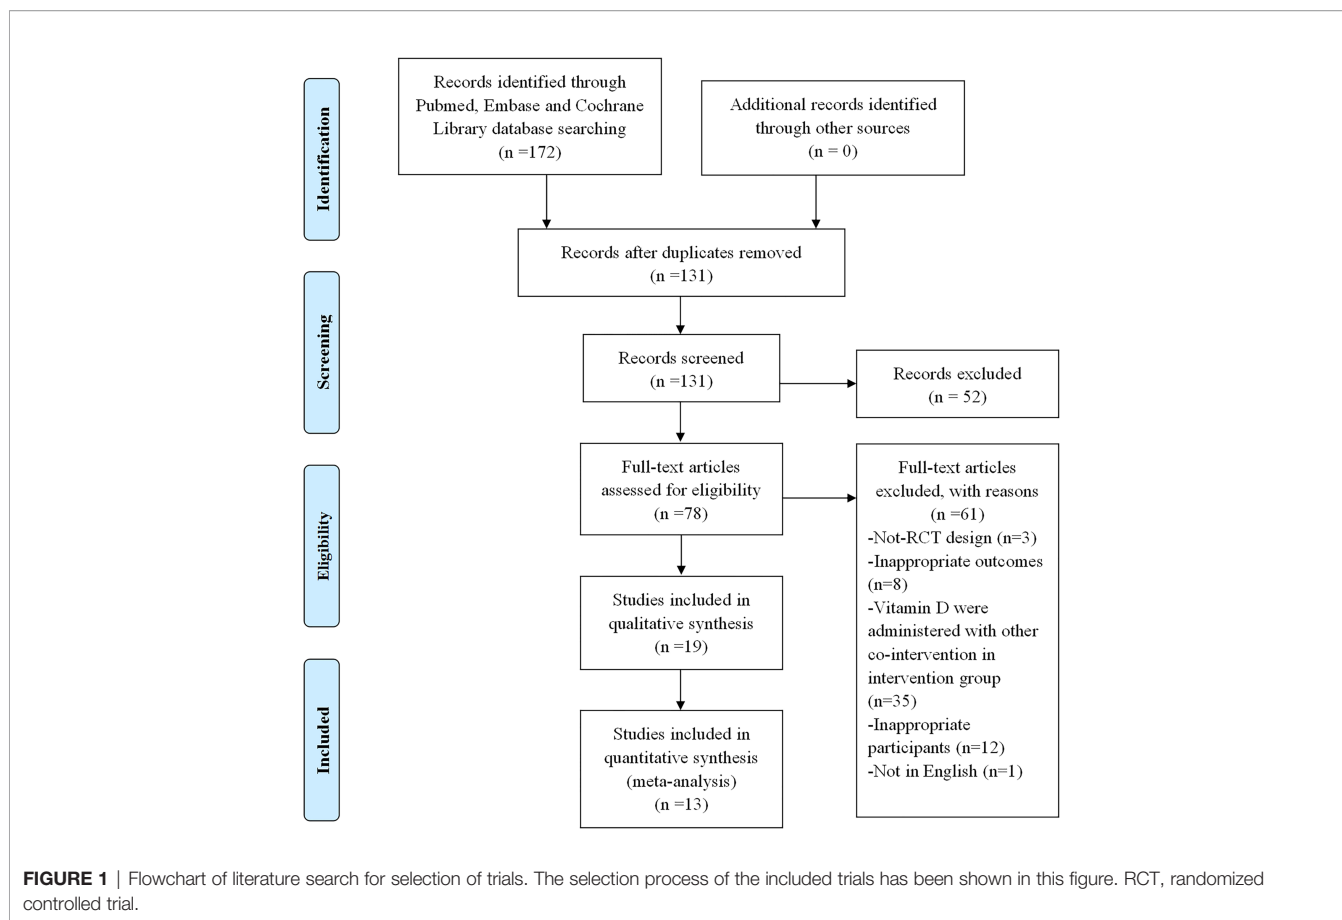 Identification
Records identified through
Pubmed, Embase and Cochrane
Library database searching
(n =172)
Additional records identified
through other sources
(n = 0)
Records after duplicates removed
(n =131)
Screening
Records screened
(n =131)
Records excluded
(n = 52)
Eligibility
Full-text articles
assessed for eligibility
(n =78)
Full-text articles
excluded, with reasons
(n =61)
-Not-RCT design (n=3)
-Inappropriate outcomes
(n=8)
-Vitamin D were
administered with other
co-intervention in
intervention group
(n=35)
-Inappropriate
participants (n=12)
-Not in English (n=1)
Studies included in
qualitative synthesis
(n =19)
Included
Studies included in
quantitative synthesis
(meta-analysis)
(n =13)
FIGURE 1 | Flowchart of literature search for selection of trials. The selection process of the included trials has been shown in this figure. RCT, randomized
controlled trial.